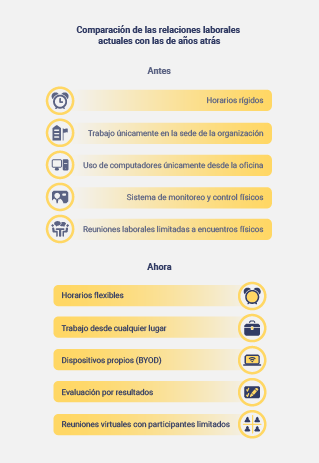 Comparación de las relaciones laborales
actuales con las de años atrás
Antes
Horarios rígidos
Trabajo únicamente en la sede de la organización
Uso de computadores únicamente desde la oficina
Sistema de monitoreo y control físicos
Reuniones laborales limitadas a encuentros físicos
Ahora
Horarios flexibles
Trabajo desde cualquier lugar
Dispositivos propios (BYOD)
Evaluación por resultados
Reuniones virtuales con participantes limitados